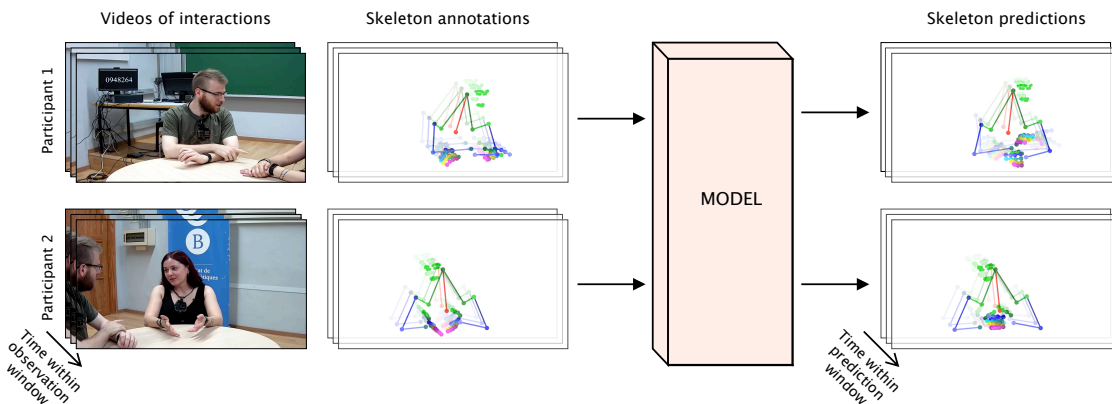 Videos of interactions
Skeleton annotations
Skeleton predictions
Participant 1
0948264
MODEL
Participant 2
B
Time within
observation
window
Time within
prediction
window